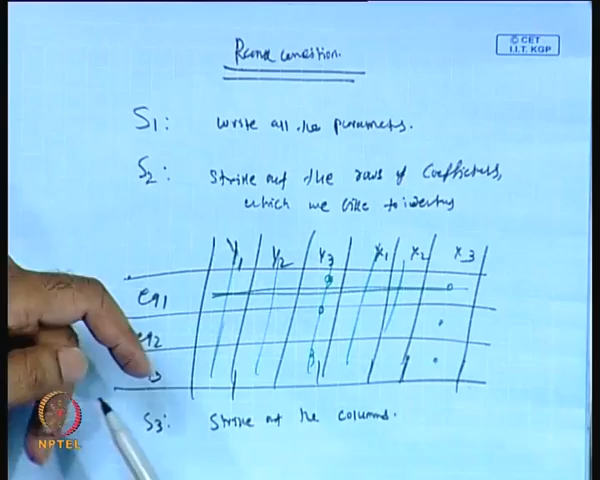 Rank condition.
© CET
I.I.T. KGP
S1: Write all the parameters.
S2: Strike out the rows of coefficients,
which we like to identify
Y1 Y2 Y3 X1 X2 X3
eq1
eq2
S3: Strike out the columns.
NPTEL